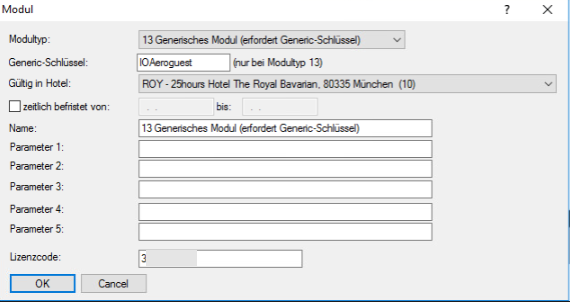 Modul ? ×
Modultyp: 13 Generisches Modul (erfordert Generic-Schlüssel)
Generic-Schlüssel: IOAeroguest (nur bei Modultyp 13)
Gültig in Hotel: ROY - 25hours Hotel The Royal Bavarian, 80335 München (10)
zeitlich befristet von: . . bis: . .
Name: 13 Generisches Modul (erfordert Generic-Schlüssel)
Parameter 1:
Parameter 2:
Parameter 3:
Parameter 4:
Parameter 5:
Lizenzcode: 3
OK Cancel